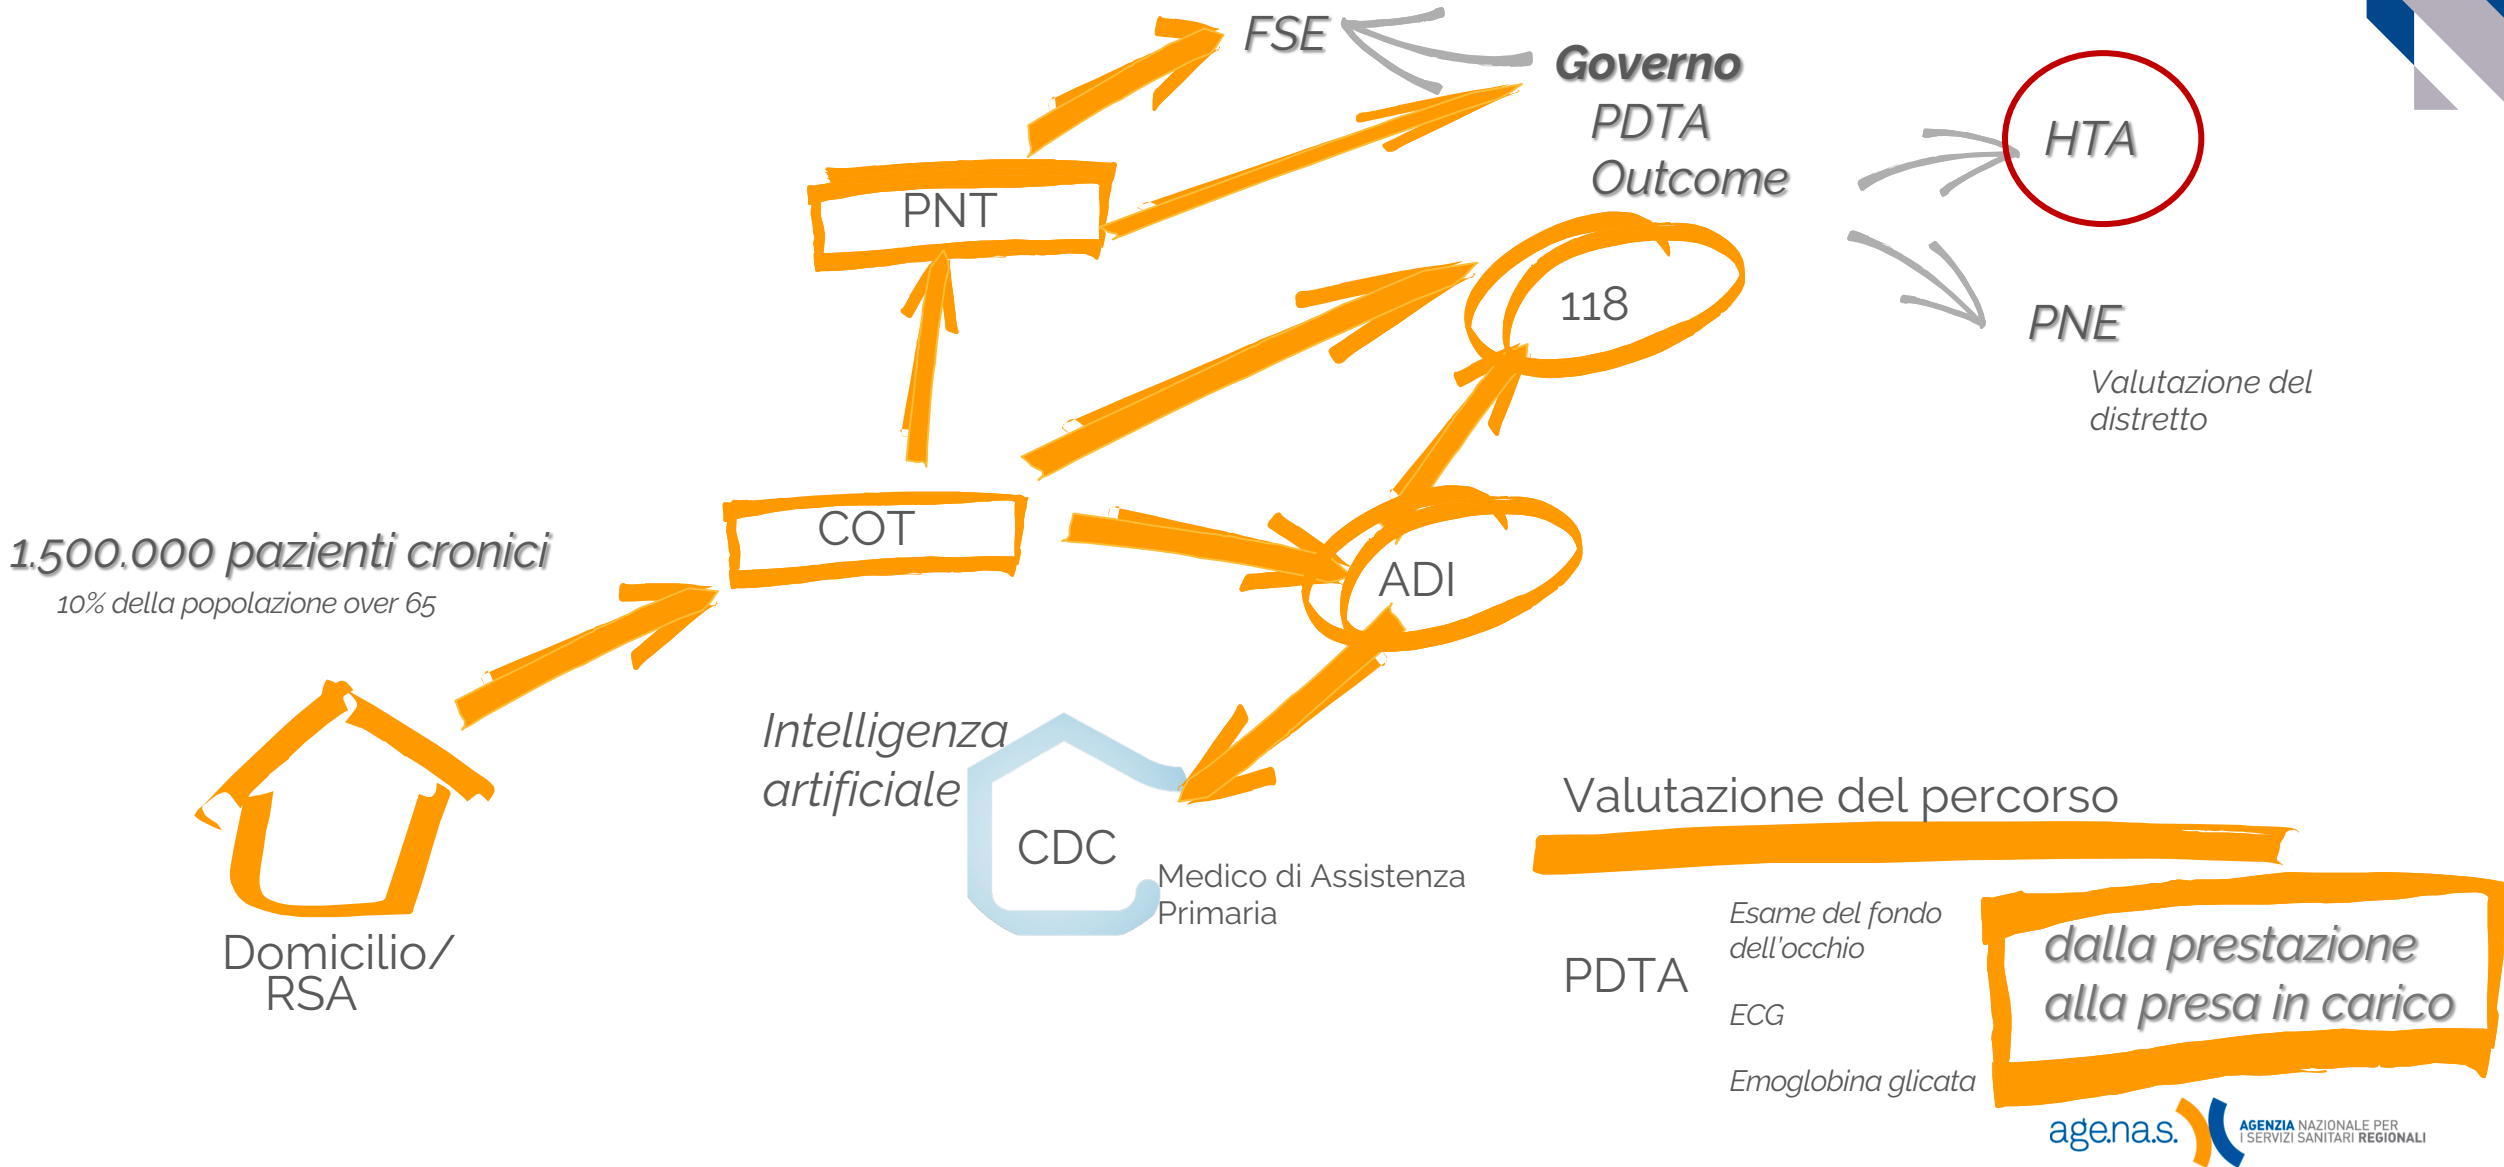 FSE
Governo
PDTA
Outcome
HTA
PNT
118
PNE
Valutazione del
distretto
COT
1.500.000 pazienti cronici
10% della popolazione over 65
ADI
Intelligenza
artificiale
CDC
Medico di Assistenza
Primaria
Domicilio/
RSA
Valutazione del percorso
PDTA
Esame del fondo
dell'occhio
ECG
Emoglobina glicata
dalla prestazione
alla presa in carico
age.na.s.
AGENZIA NAZIONALE PER
I SERVIZI SANITARI REGIONALI